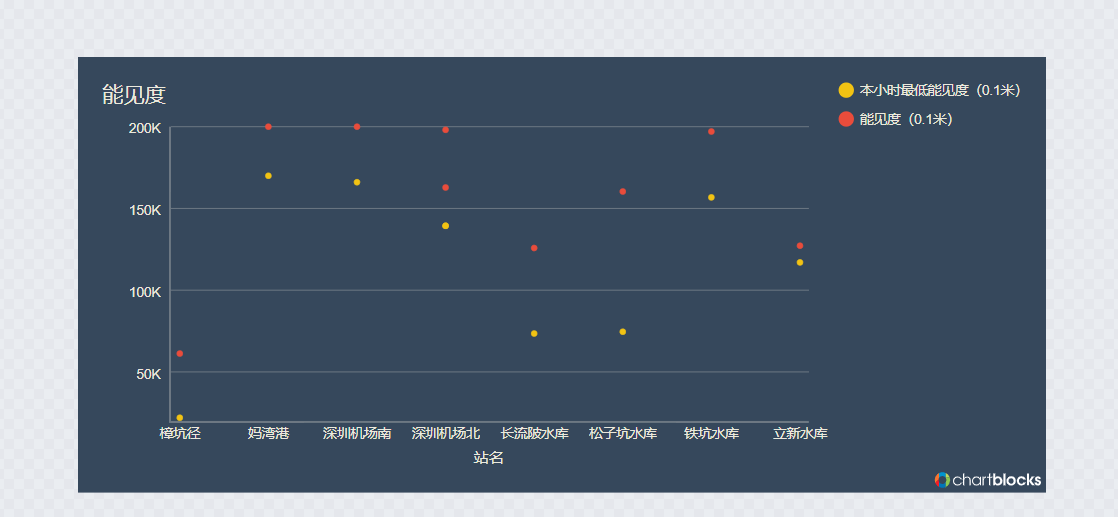 能见度
本小时最低能见度（0.1米）
能见度（0.1米）
200K
150K
100K
50K
樟坑径 妈湾港 深圳机场南 深圳机场北 长流陂水库 松子坑水库 铁坑水库 立新水库
站名
chartblocks